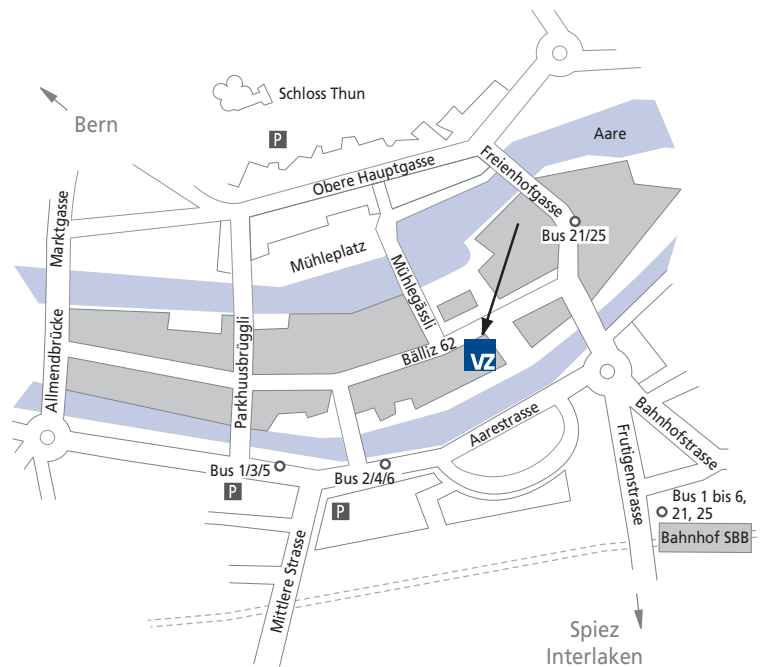 Schloss Thun
Bern
P
Aare
Obere Hauptgasse
Freienhofgasse
Marktgasse
Bus 21/25
Mühleplatz
Mühlegässli
Allmendbrücke
Parkhuusbrüggli
Bälliz 62
VZ
Aarestrasse
Bahnhofstrasse
Frutigenstrasse
Bus 1/3/5
Bus 2/4/6
P
P
Bus 1 bis 6,
21, 25
Bahnhof SBB
Mittlere Strasse
Spiez
Interlaken